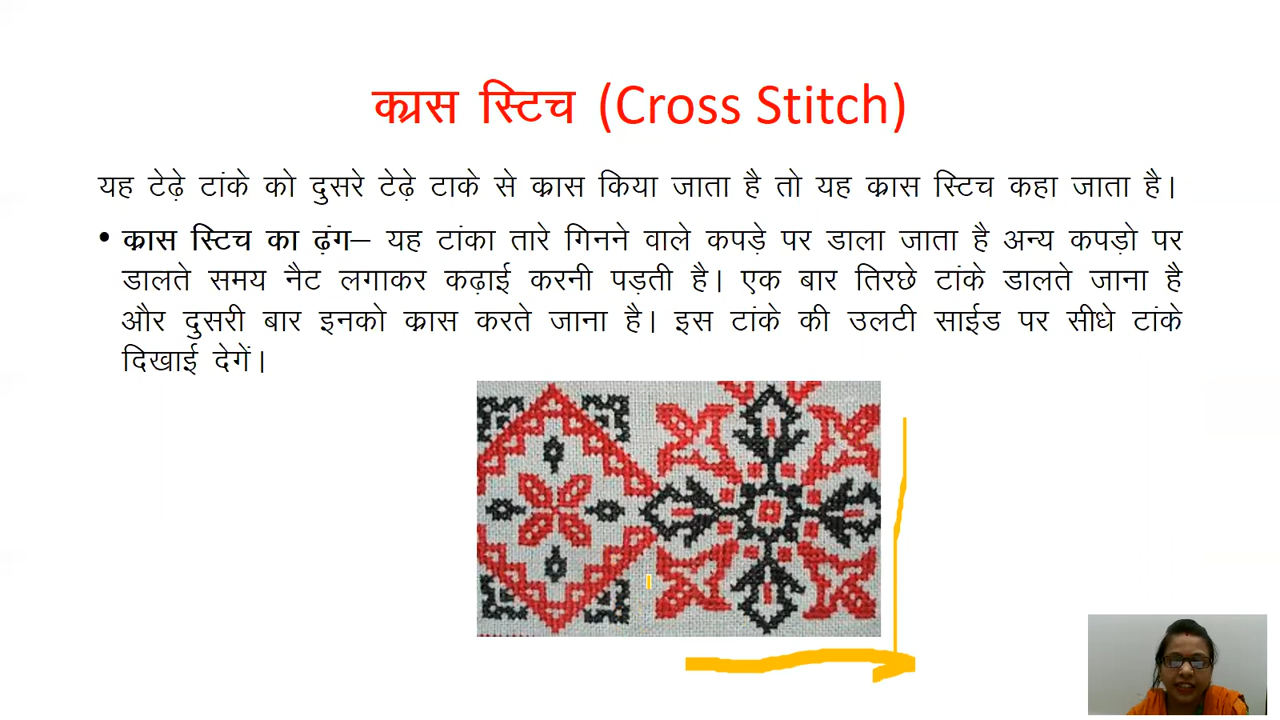 क्रास स्टिच (Cross Stitch)
यह टेढ़े टांके को दुसरे टेढ़े टाके से क्रास किया जाता है तो यह क्रास स्टिच कहा जाता है।
• क्रास स्टिच का ढ़ंग– यह टांका तारे गिनने वाले कपड़े पर डाला जाता है अन्य कपड़ो पर
डालते समय नैट लगाकर कढ़ाई करनी पड़ती है। एक बार तिरछे टांके डालते जाना है
और दुसरी बार इनको क्रास करते जाना है। इस टांके की उलटी साईड पर सीधे टांके
दिखाई देगें।